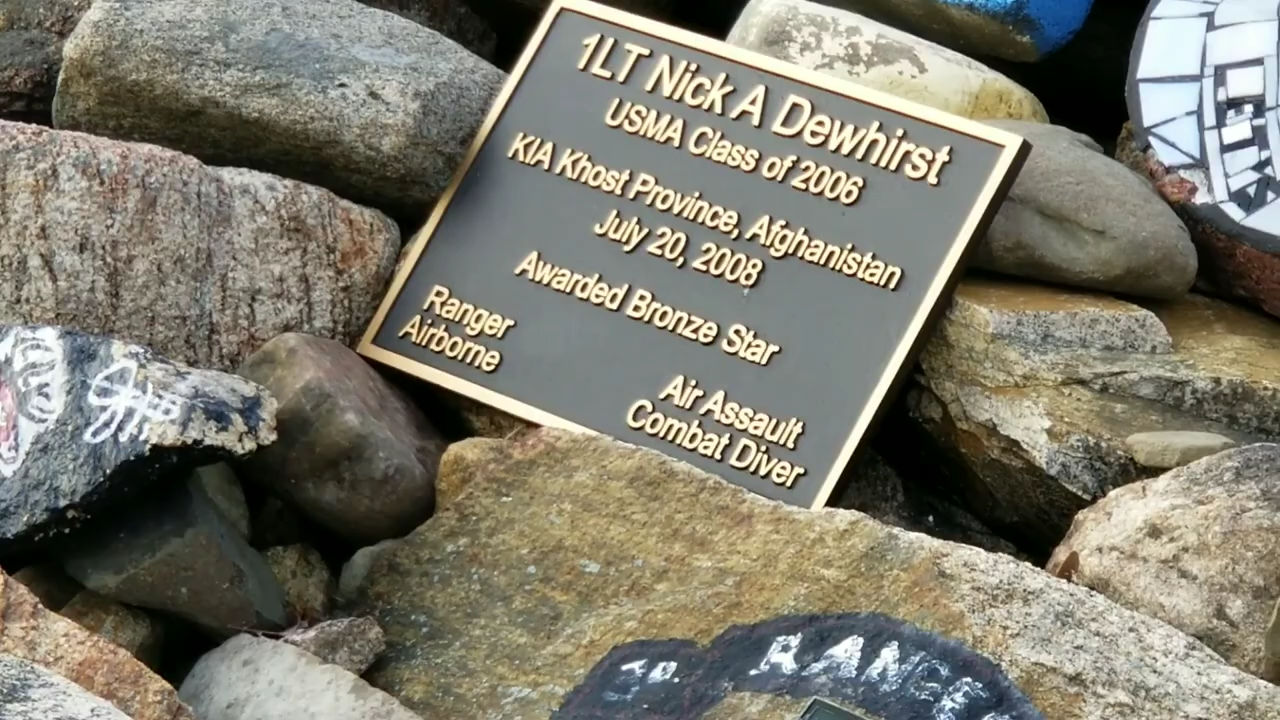 1LT Nick A Dewhirst
USMA Class of 2006
KIA Khost Province, Afghanistan
July 20, 2008
Awarded Bronze Star
Ranger
Airborne
Air Assault
Combat Diver